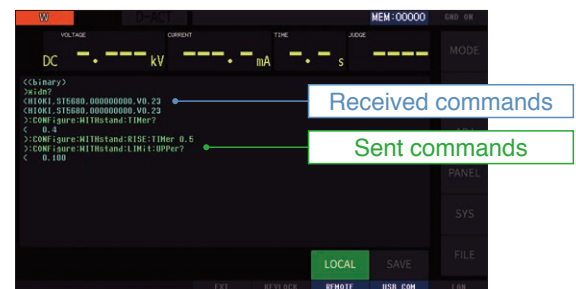 W D-ACT MEM:00000 GND ON
VOLTAGE CURRENT TIME JUDGE
DC --.-- kV ---.- mA --.- s ----
MODE
((binary)
)*idn?
(HIOKI,ST5680,000000000,V0.23
(HIOKI,ST5680,000000000,V0.23
):CONFigure:WITHstand:TIMer?
( 0.4
):CONFigure:WITHstand:RISE:TIMer 0.5
):CONFigure:WITHstand:LIMit:UPPer?
( 0.100
Received commands
Sent commands
PANEL
SYS
FILE
LOCAL SAVE
EXT KEYLOCK REMOTE USB COM LAN